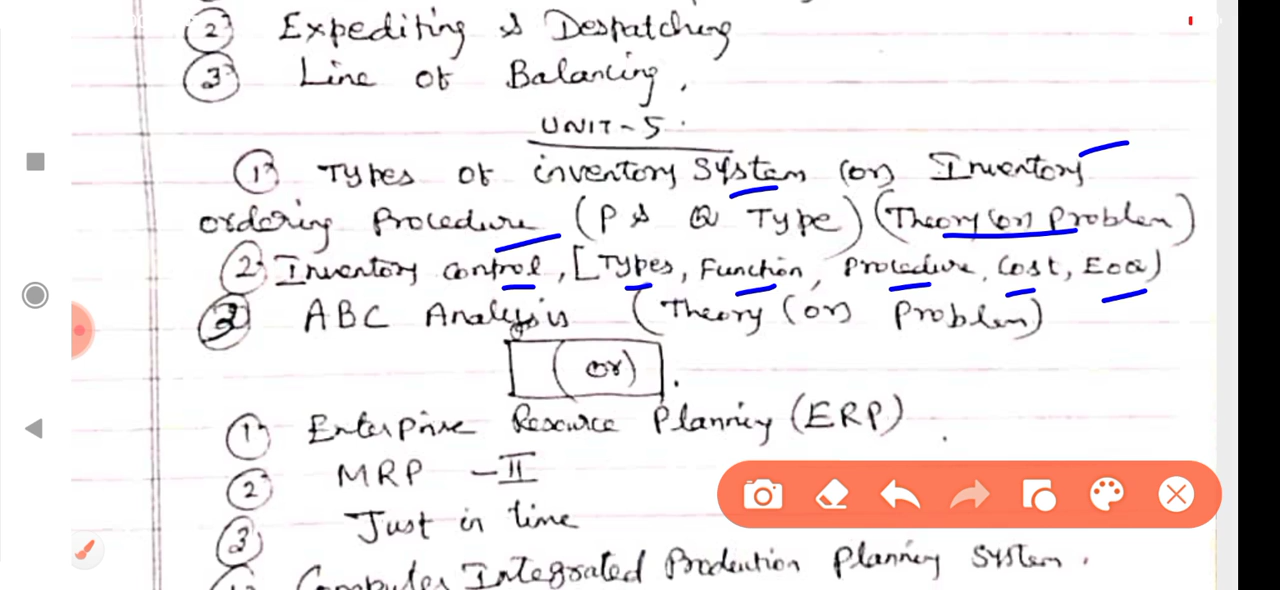 2 Expediting & Despatching
3 Line of Balancing.
UNIT-5.
1 Types of inventory System (or) Inventory
ordering Procedure (P & Q Type) (Theory (or) Problem)
2 Inventory control, [Types, Function, Procedure, Cost, EOQ)
3 ABC Analysis (Theory (or) Problem)
(or).
1 Enterprise Resource Planning (ERP).
2 MRP -II
3 Just in time
Computer Integrated Production Planning System.